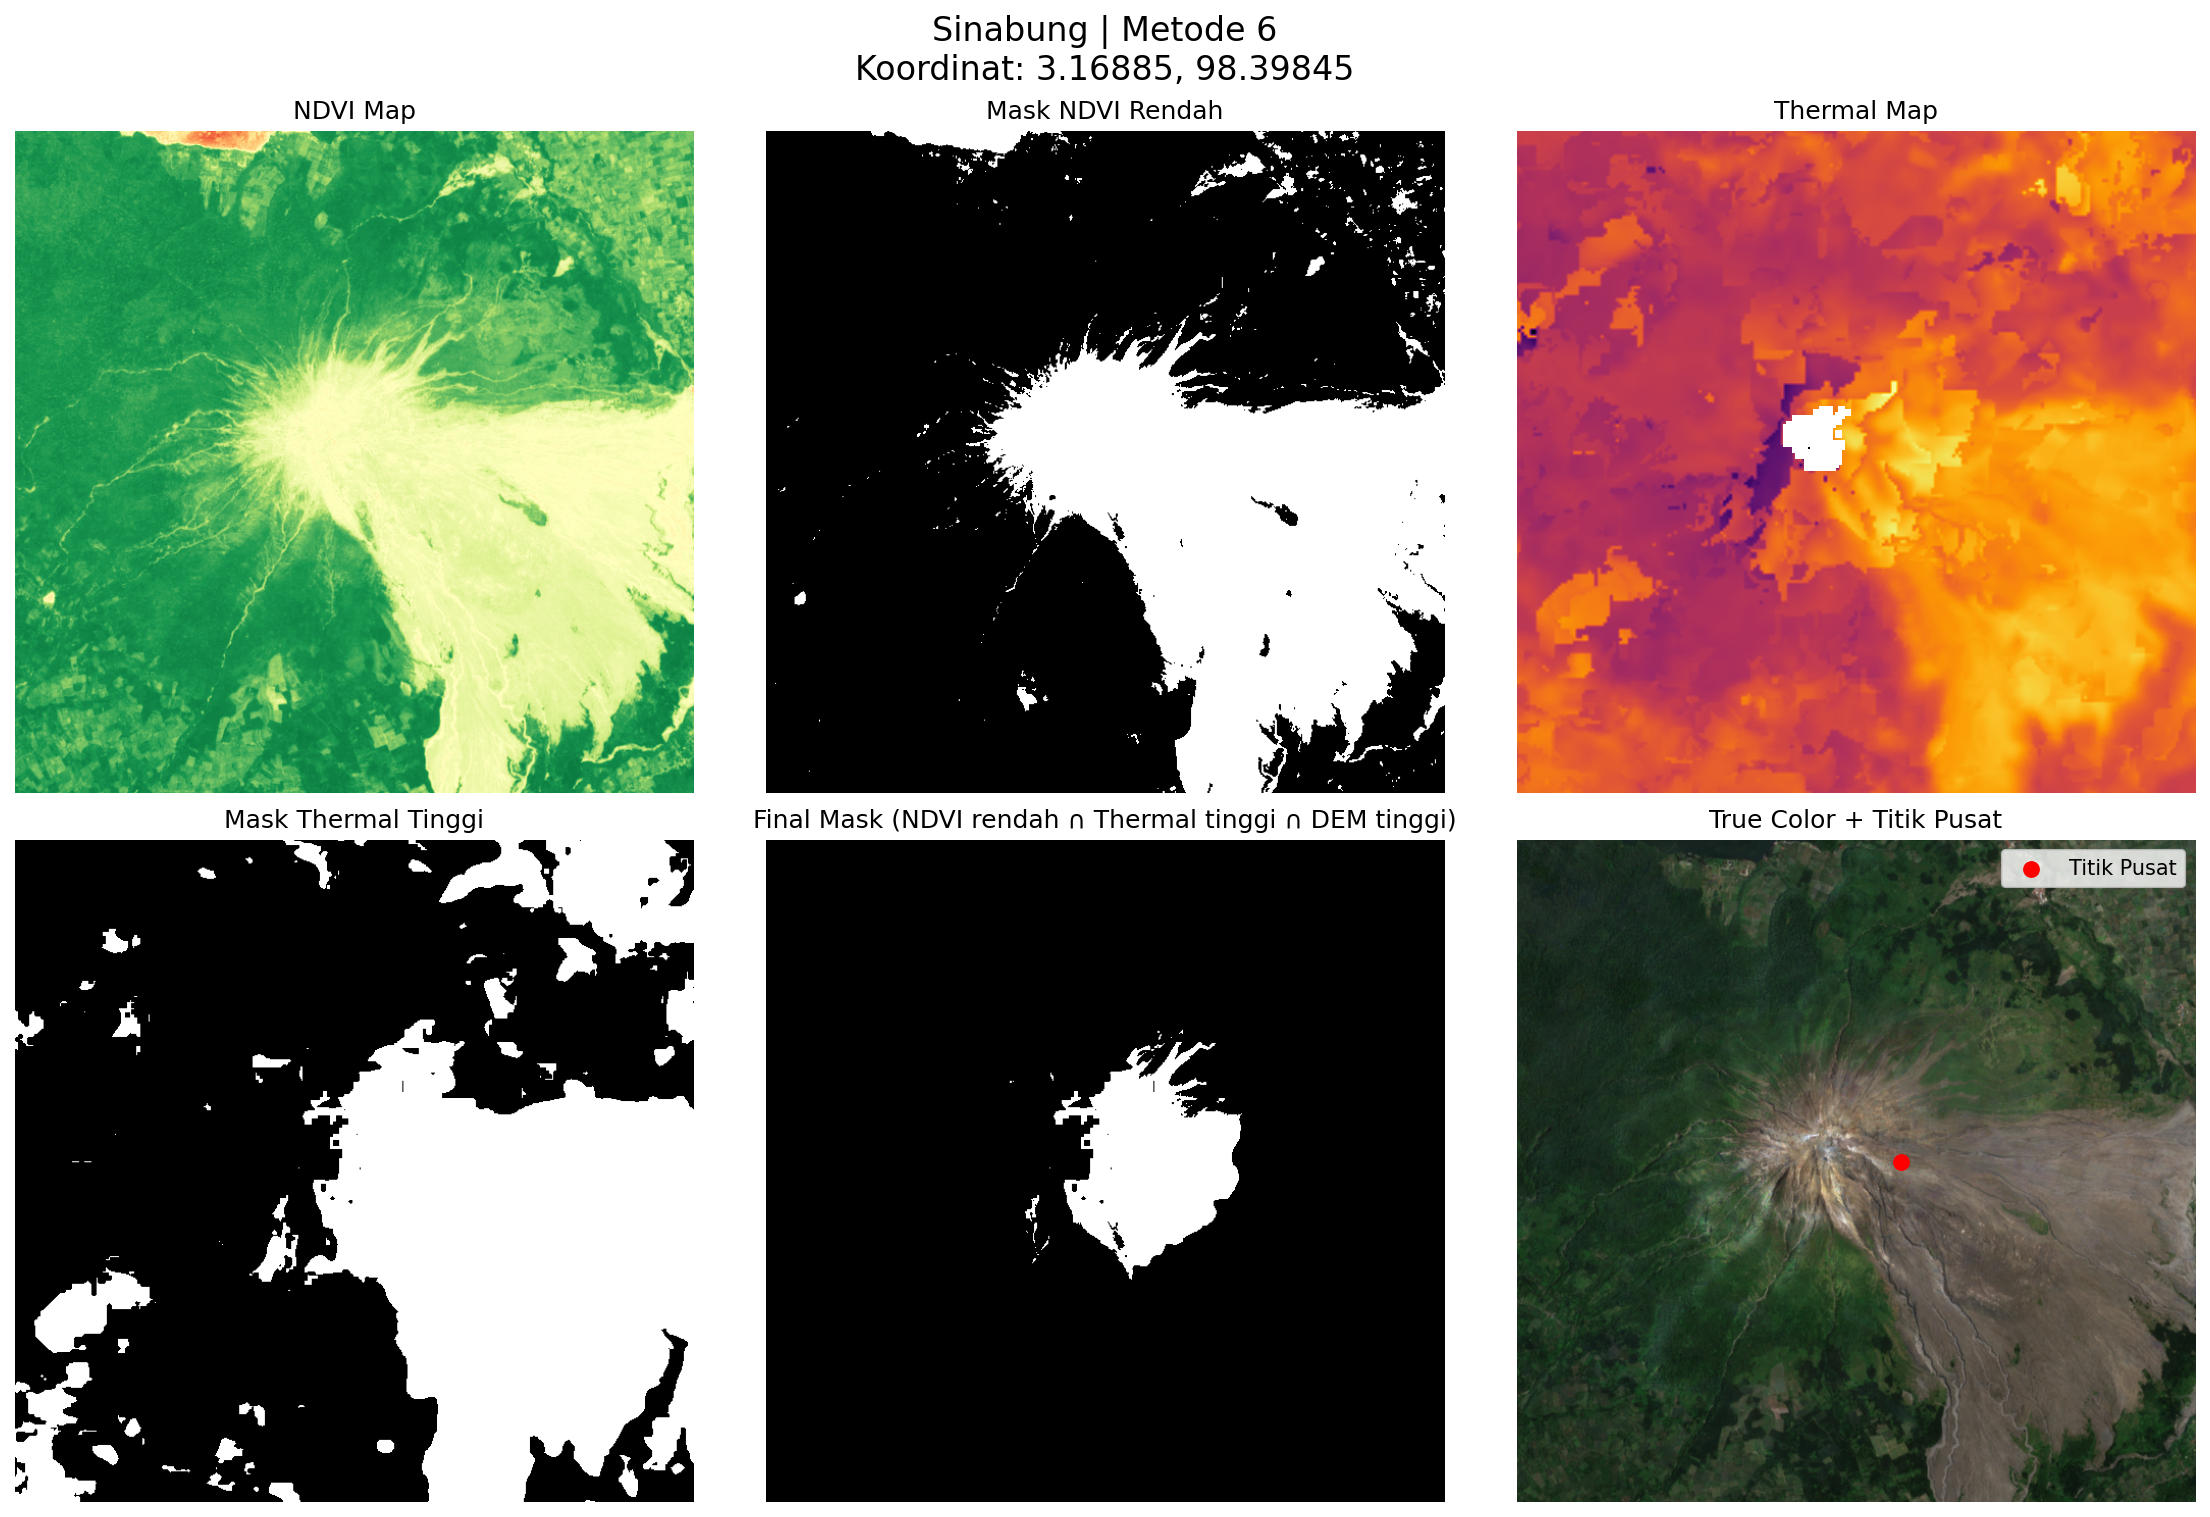 Sinabung | Metode 6
Koordinat: 3.16885, 98.39845
NDVI Map
Mask NDVI Rendah
Thermal Map
Mask Thermal Tinggi
Final Mask (NDVI rendah ∩ Thermal tinggi ∩ DEM tinggi)
True Color + Titik Pusat
Titik Pusat